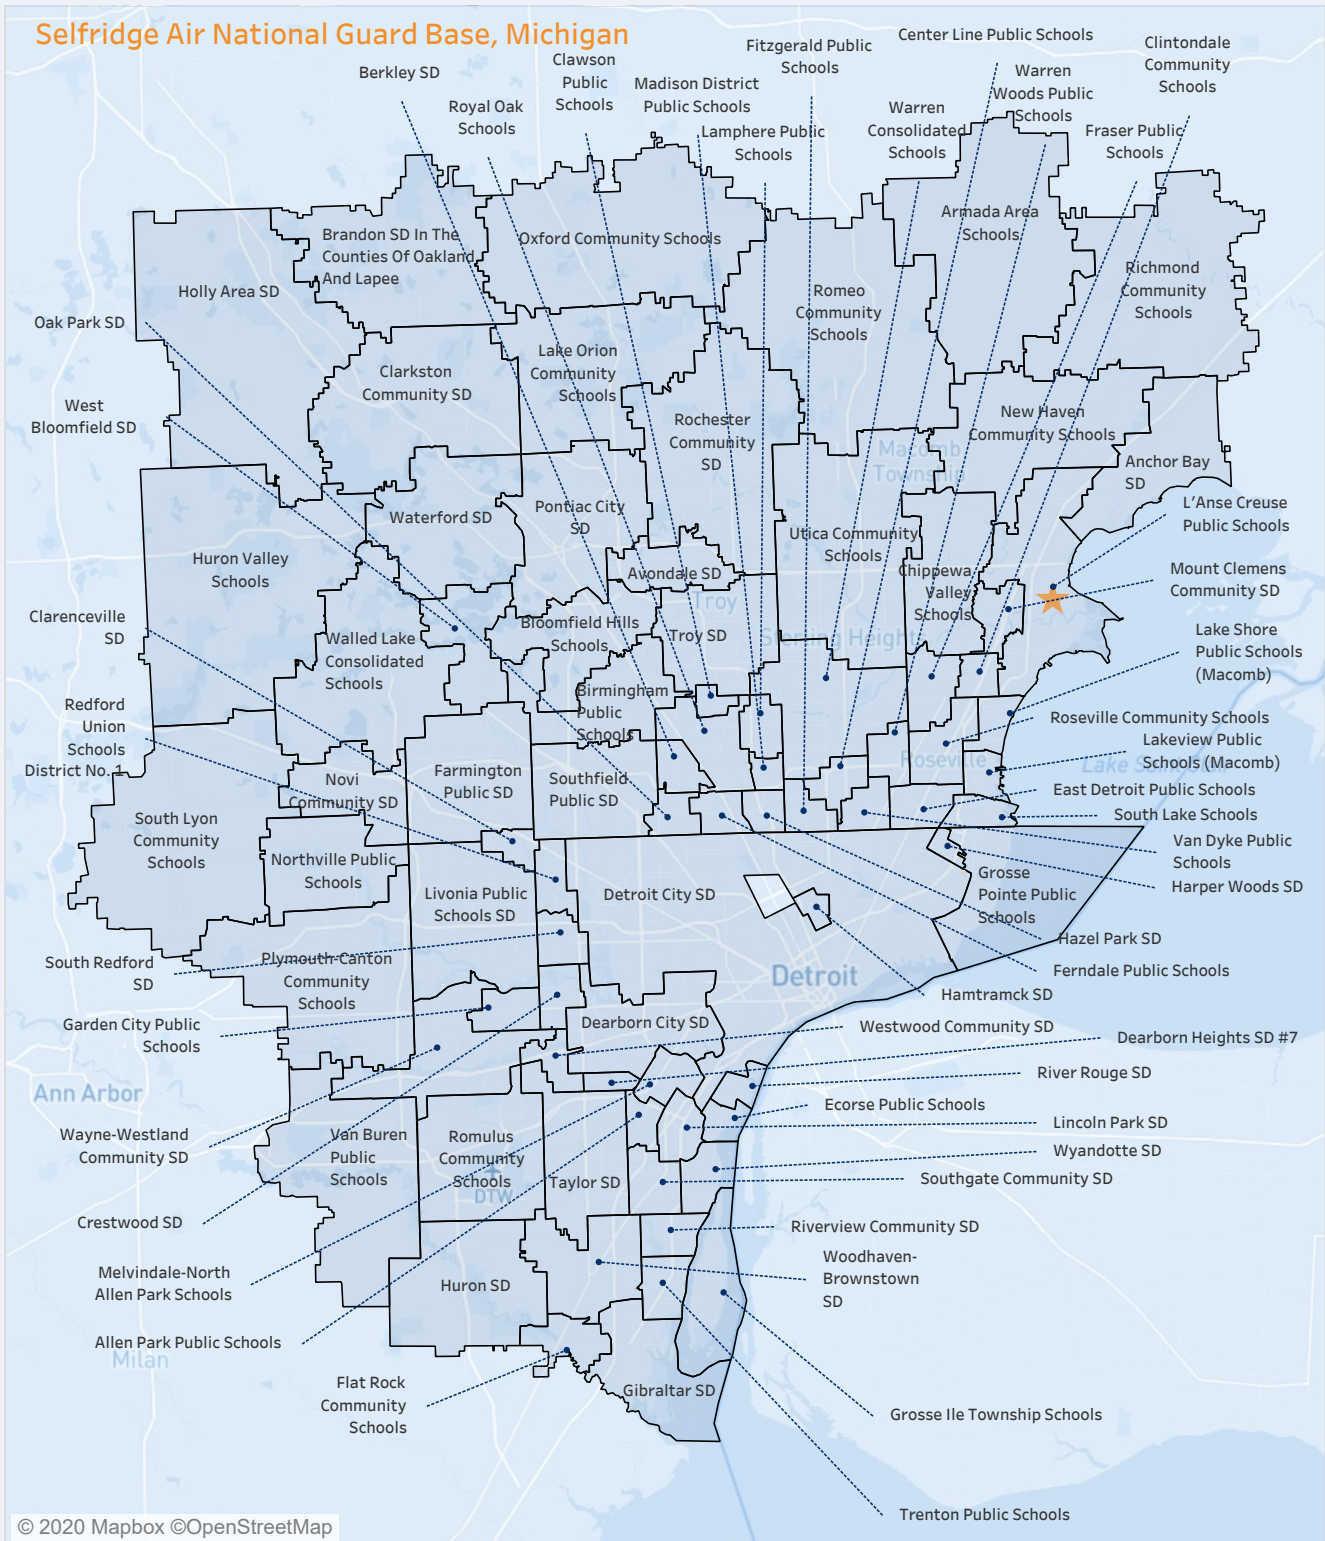 Selfridge Air National Guard Base, Michigan
Berkley SD
Royal Oak
Schools
Clawson
Public
Schools
Madison District
Public Schools
Lamphere Public
Schools
Fitzgerald Public
Schools
Center Line Public Schools
Warren
Consolidated
Schools
Warren
Woods Public
Schools
Fraser Public
Schools
Clintondale
Community
Schools
Holly Area SD
Brandon SD In The
Counties Of Oakland
And Lapee
Oxford Community Schools
Armada Area
Schools
Richmond
Community
Schools
Romeo
Community
Schools
Oak Park SD
West
Bloomfield SD
Clarkston
Community SD
Lake Orion
Community
Schools
Rochester
Community
SD
New Haven
Community Schools
Macomb
Township
Anchor Bay
SD
Waterford SD
Pontiac City
SD
Utica Community
Schools
L'Anse Creuse
Public Schools
Huron Valley
Schools
Avondale SD
Chippewa
Valley
Schools
Mount Clemens
Community SD
Clarenceville
SD
Walled Lake
Consolidated
Schools
Bloomfield Hills
Schools
Troy
Troy SD
Sterling Heights
Lake Shore
Public Schools
(Macomb)
Redford
Union
Schools
District No. 1
Birmingham
Public
Schools
Roseville Community Schools
Roseville
Lakeview Public
Schools (Macomb)
Lake Saint Clair
Novi
Community SD
Farmington
Public SD
Southfield
Public SD
East Detroit Public Schools
South Lake Schools
South Lyon
Community
Schools
Northville Public
Schools
Van Dyke Public
Schools
Livonia Public
Schools SD
Detroit City SD
Grosse
Pointe Public
Schools
Harper Woods SD
Hazel Park SD
South Redford
SD
Plymouth-Canton
Community
Schools
Detroit
Ferndale Public Schools
Hamtramck SD
Garden City Public
Schools
Dearborn City SD
Westwood Community SD
Dearborn Heights SD #7
Ann Arbor
River Rouge SD
Ecorse Public Schools
Lincoln Park SD
Wayne-Westland
Community SD
Van Buren
Public
Schools
Romulus
Community
Schools
DTW
Taylor SD
Wyandotte SD
Southgate Community SD
Crestwood SD
Riverview Community SD
Woodhaven-
Brownstown
SD
Melvindale-North
Allen Park Schools
Huron SD
Allen Park Public Schools
Milan
Flat Rock
Community
Schools
Gibraltar SD
Grosse Ile Township Schools
Trenton Public Schools
© 2020 Mapbox ©OpenStreetMap